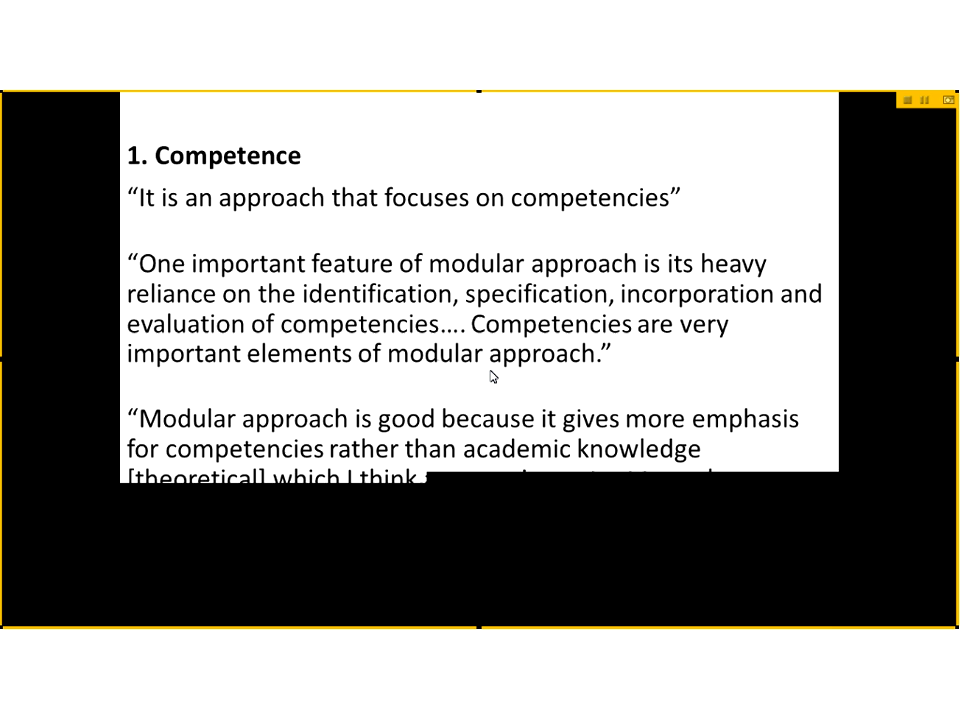 1. Competence
“It is an approach that focuses on competencies”
“One important feature of modular approach is its heavy
reliance on the identification, specification, incorporation and
evaluation of competencies…. Competencies are very
important elements of modular approach.”
“Modular approach is good because it gives more emphasis
for competencies rather than academic knowledge
[theoretical] which I think